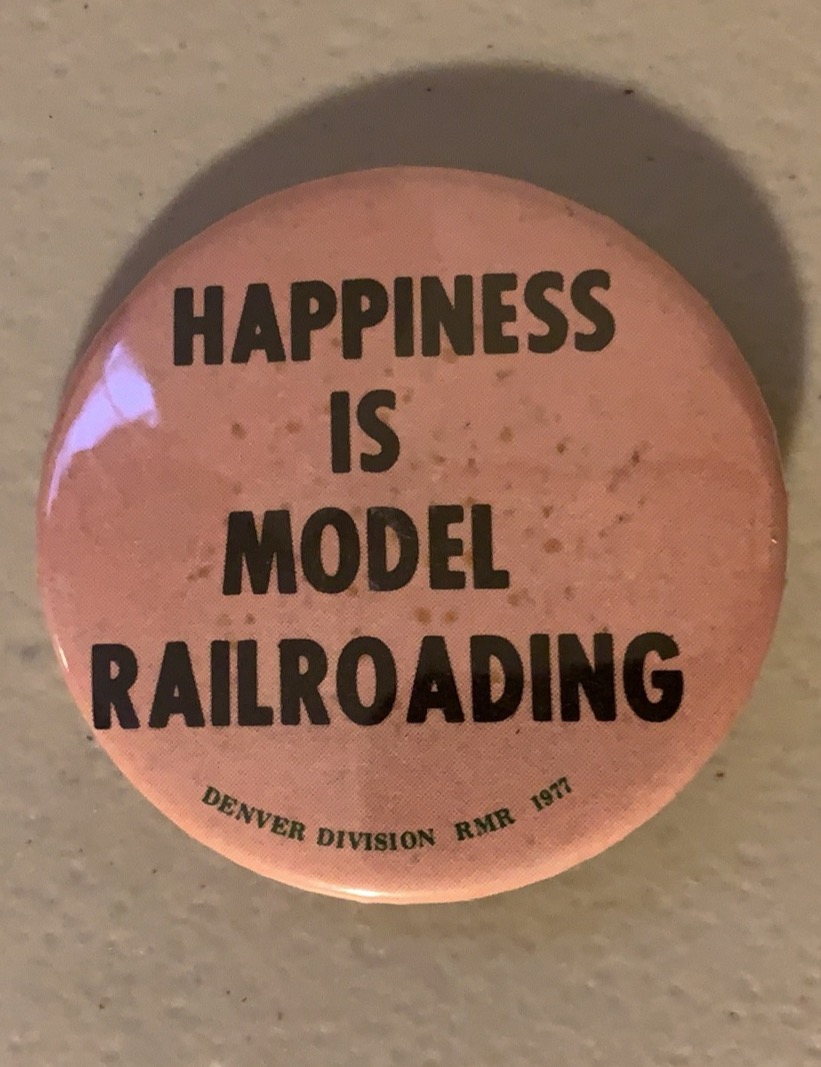 HAPPINESS
IS
MODEL
RAILROADING
DENVER DIVISION RMR 1977